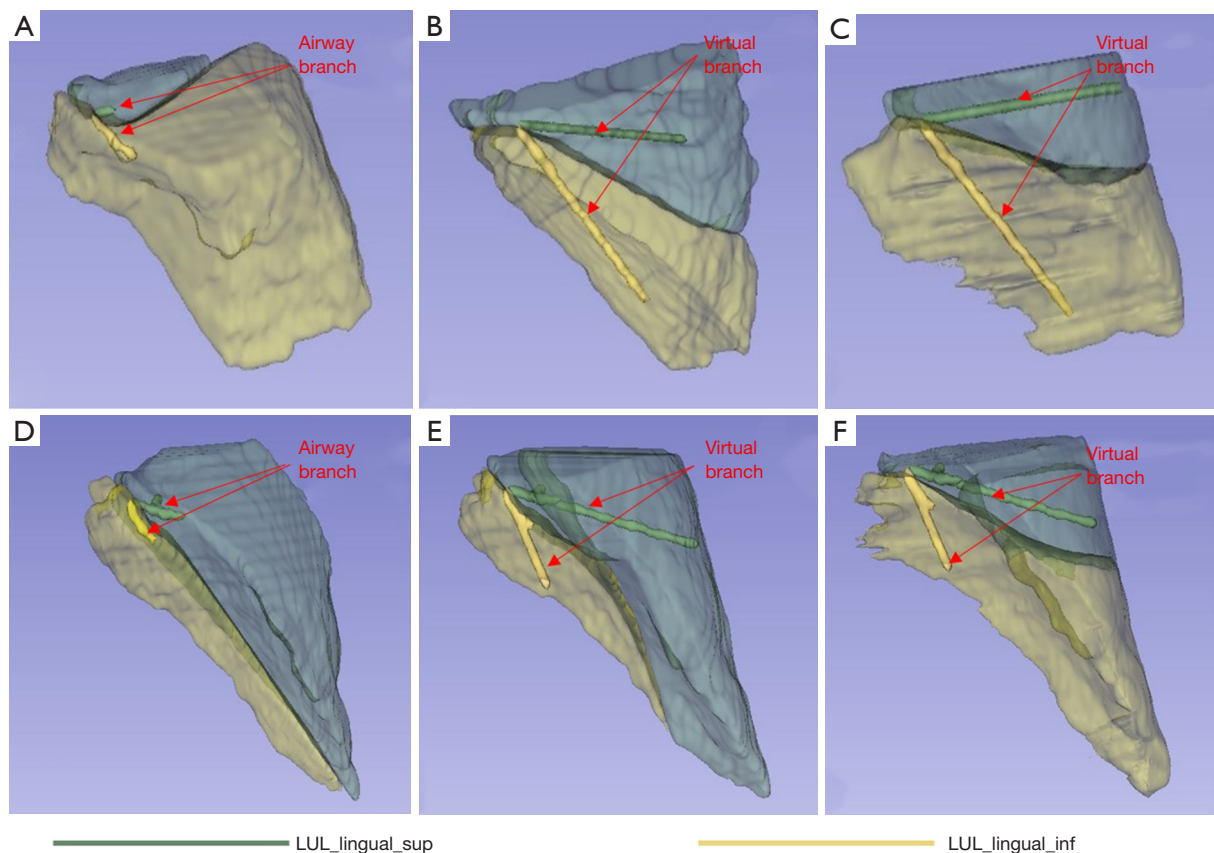 A
Airway
branch
B
Virtual
branch
C
Virtual
branch
D
Airway
branch
E
Virtual
branch
F
Virtual
branch
LUL_lingual_sup
LUL_lingual_inf